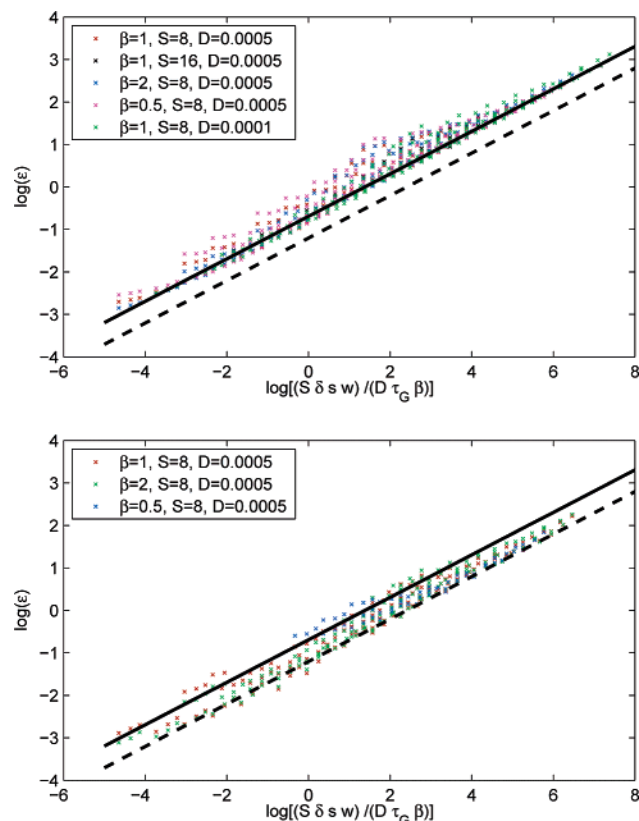 β=1, S=8, D=0.0005
β=1, S=16, D=0.0005
β=2, S=8, D=0.0005
β=0.5, S=8, D=0.0005
β=1, S=8, D=0.0001
4
3
2
1
0
−1
−2
−3
−4
log(ε)
−6 −4 −2 0 2 4 6 8
log[(S δ s w) /(D τ_G β)]
β=1, S=8, D=0.0005
β=2, S=8, D=0.0005
β=0.5, S=8, D=0.0005
4
3
2
1
0
−1
−2
−3
−4
log(ε)
−6 −4 −2 0 2 4 6 8
log[(S δ s w) /(D τ_G β)]